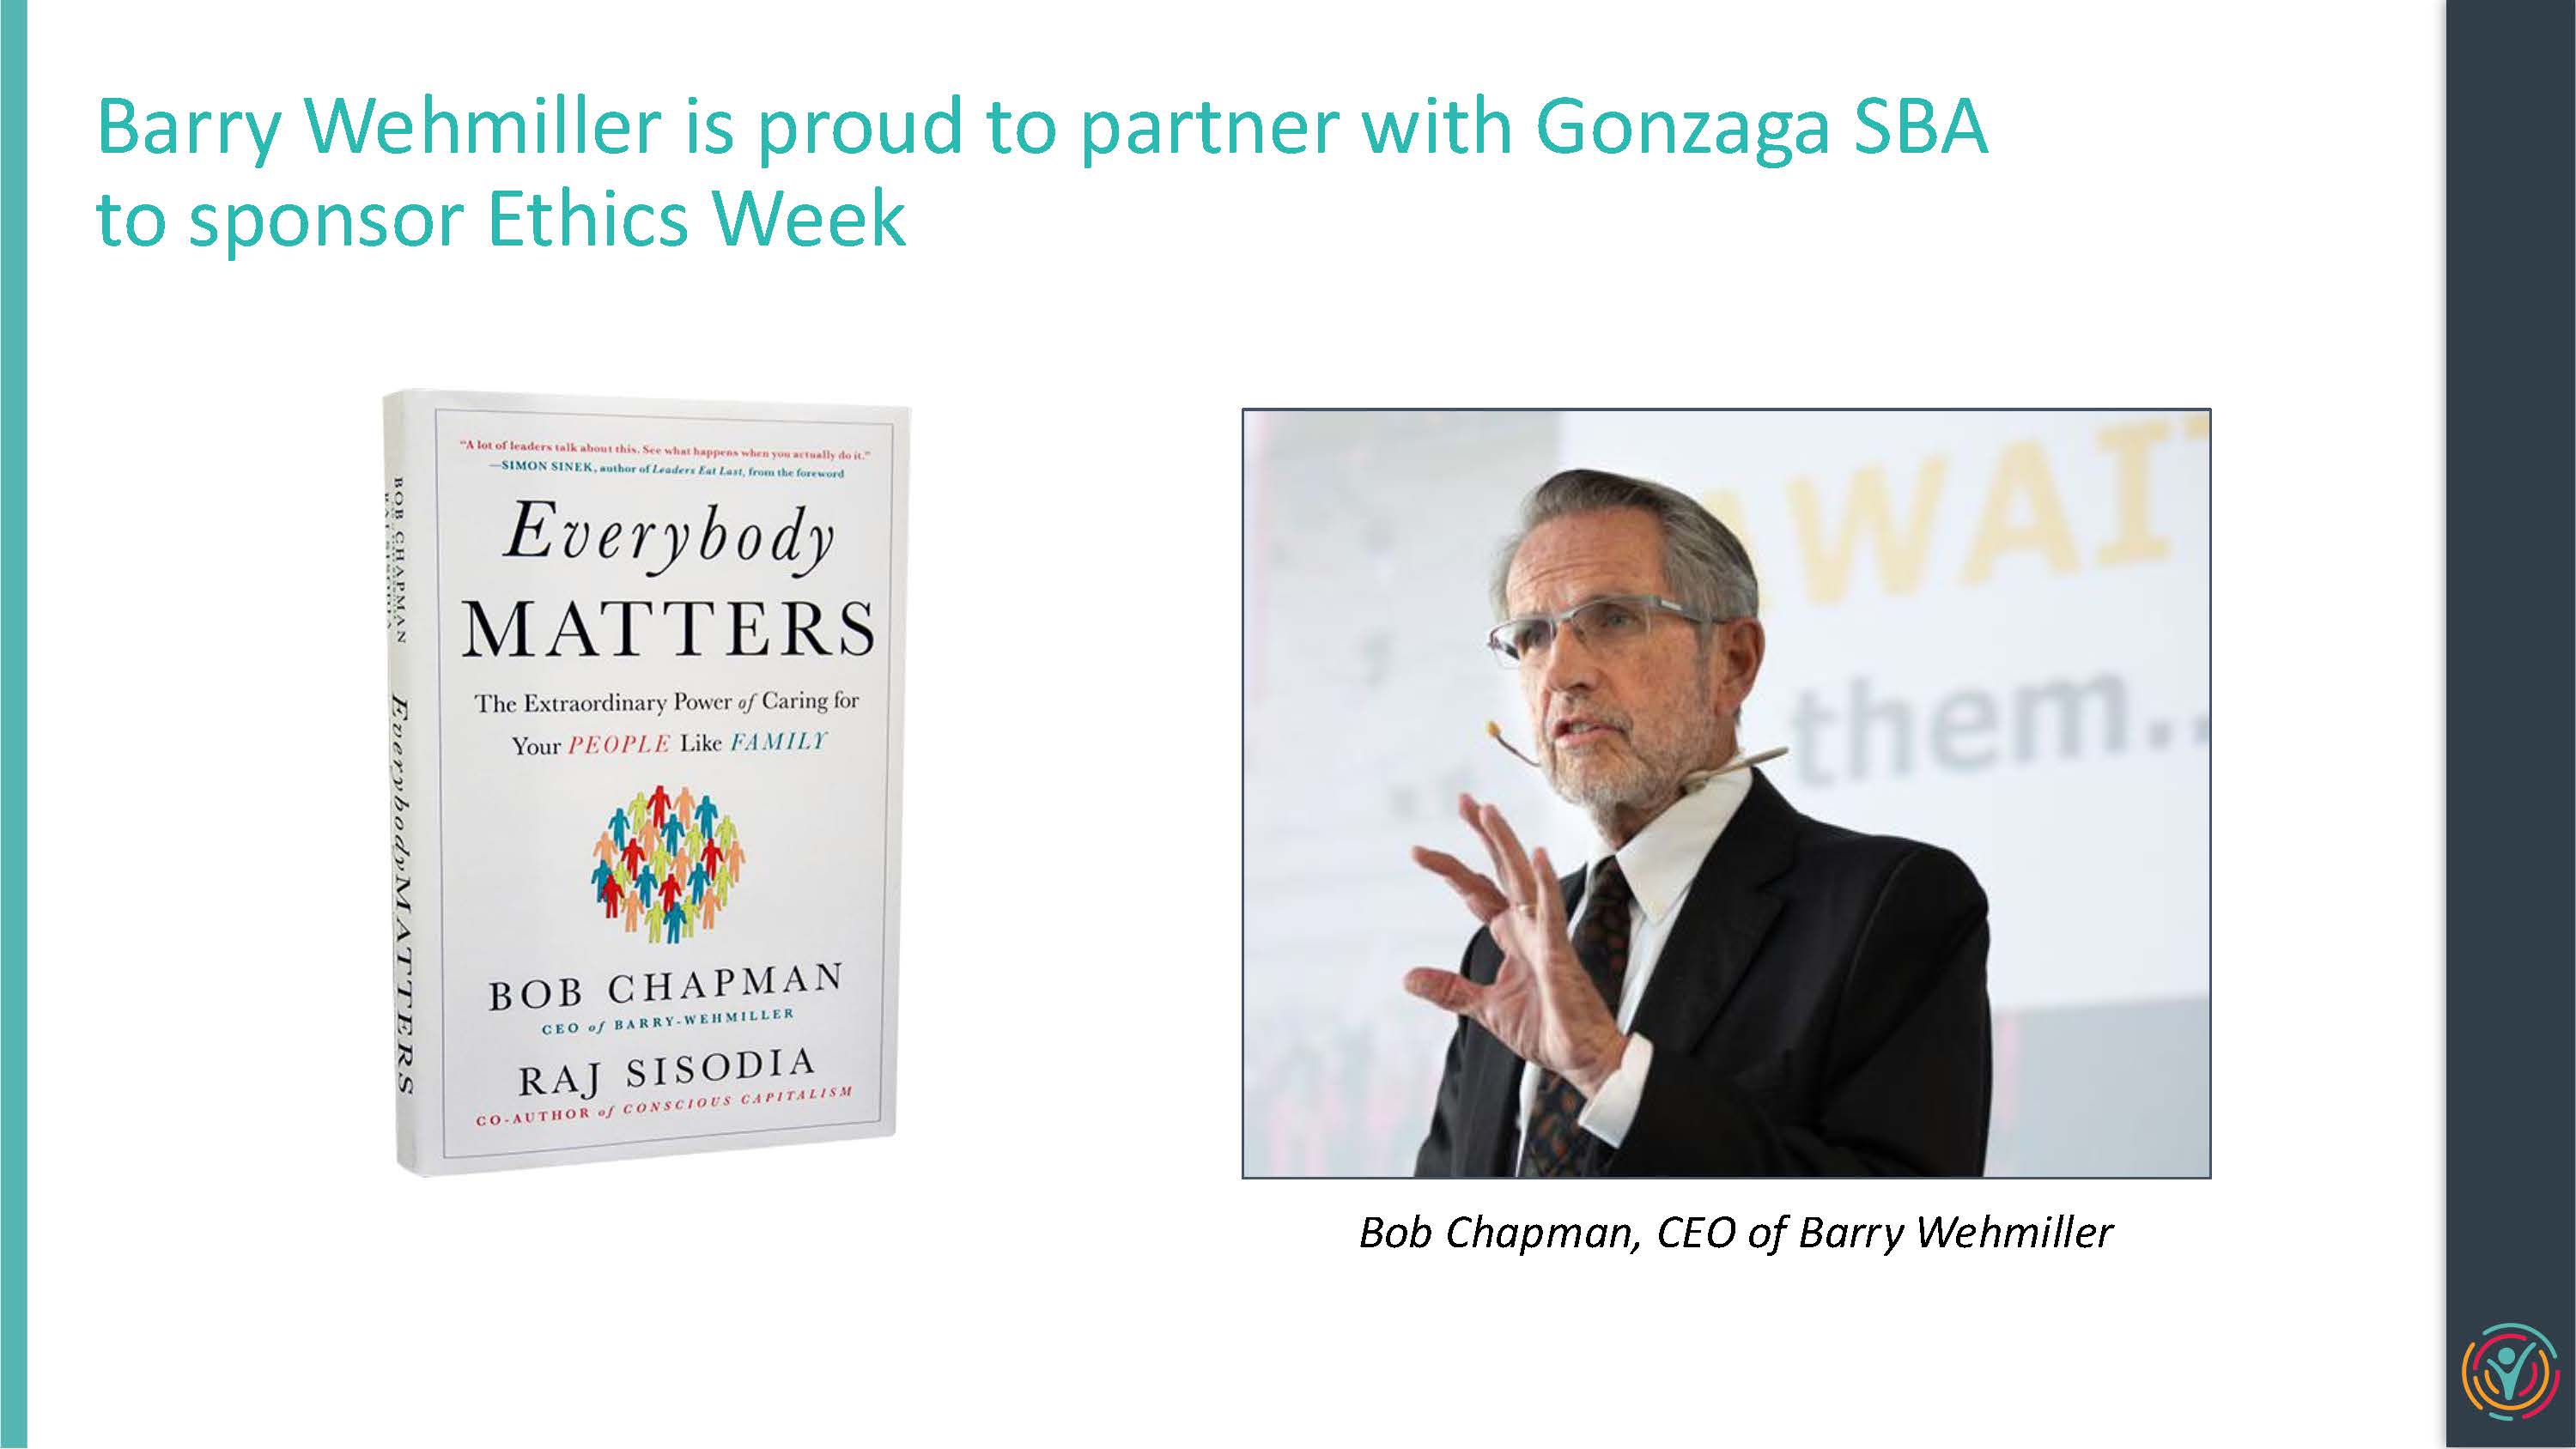 Barry Wehmiller is proud to partner with Gonzaga SBA
to sponsor Ethics Week
"A lot of leaders talk about this. See what happens when you actually do it."
—SIMON SINEK, author of Leaders Eat Last, from the foreword
Everybody
MATTERS
The Extraordinary Power of Caring for
Your PEOPLE Like FAMILY
BOB CHAPMAN
CEO of BARRY-WEHMILLER
RAJ SISODIA
CO-AUTHOR of CONSCIOUS CAPITALISM
BOB CHAPMAN
Everybody MATTERS
AWAIT
them..
Bob Chapman, CEO of Barry Wehmiller